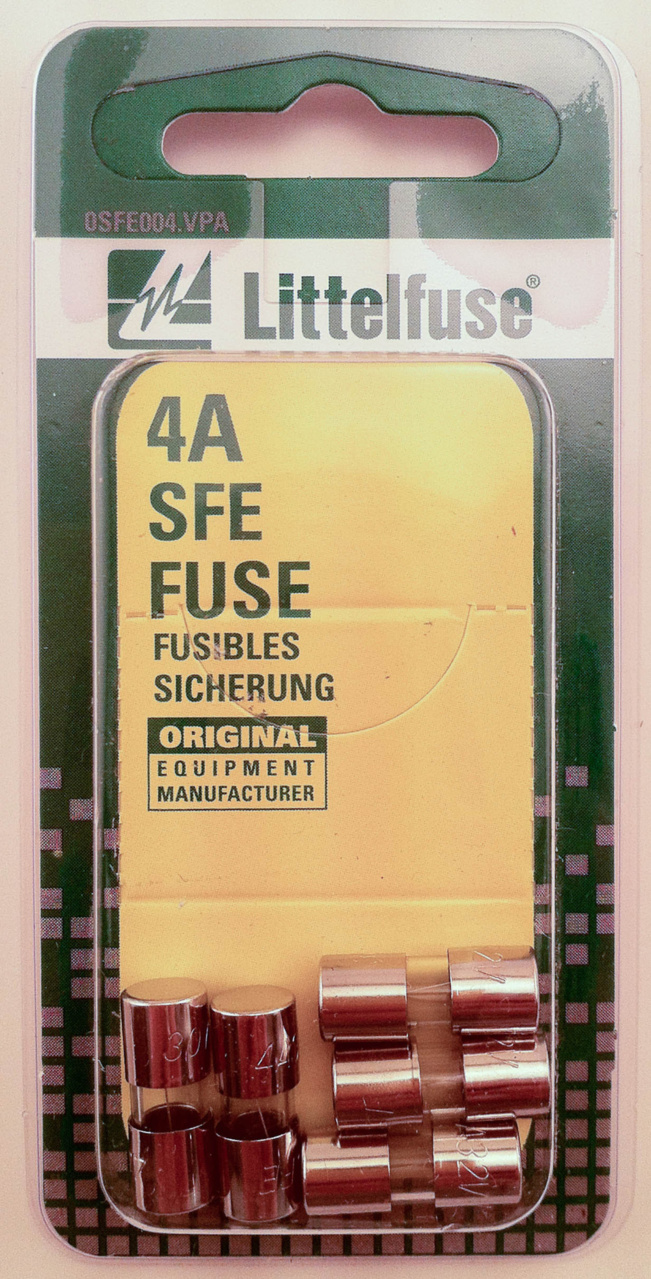 0SFE004.VPA
Littelfuse®
4A
SFE
FUSE
FUSIBLES
SICHERUNG
ORIGINAL
EQUIPMENT
MANUFACTURER